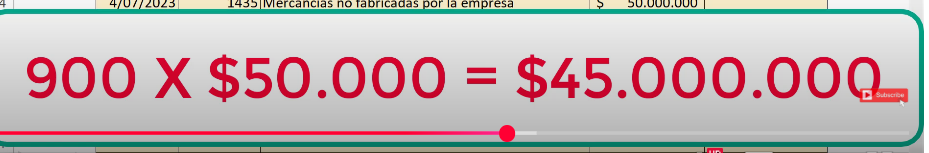 4/07/2023 1435 Mercancias no fabricadas por la empresa $ 50.000.000
900 X $50.000 = $45.000.000
Subscribe